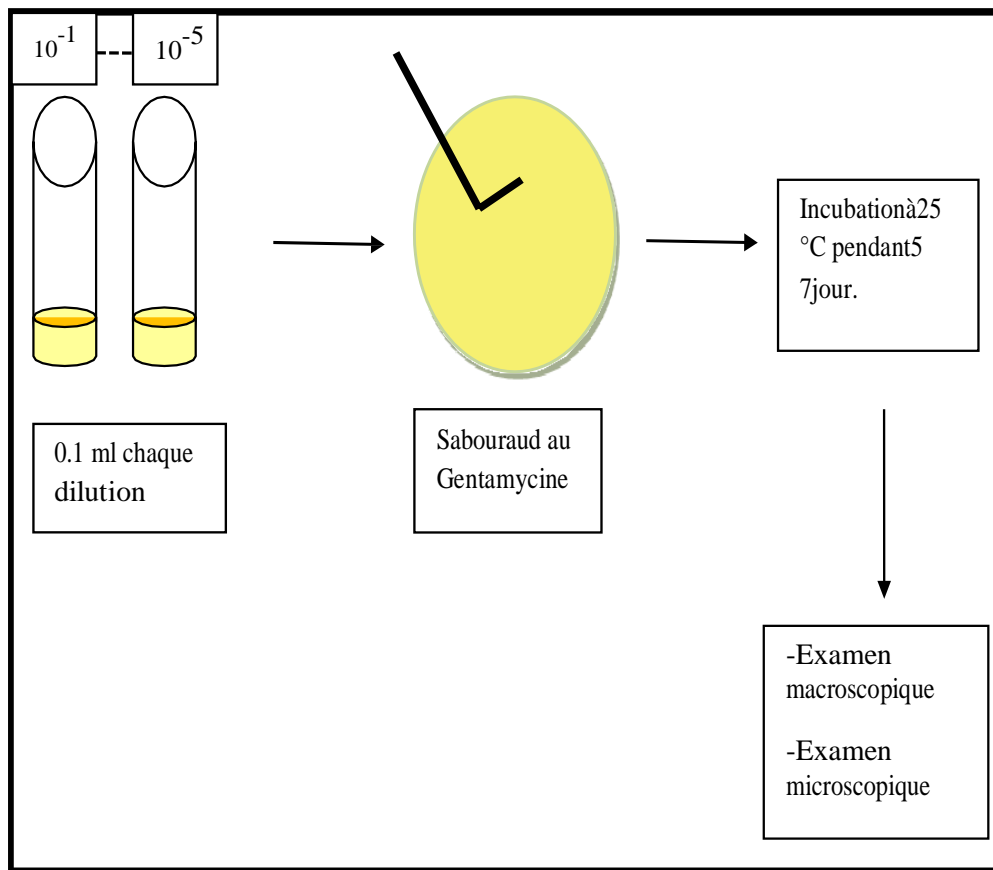 10⁻¹ 10⁻⁵
Incubationà25
°C pendant5
7jour.
0.1 ml chaque
dilution
Sabouraud au
Gentamycine
-Examen
macroscopique
-Examen
microscopique